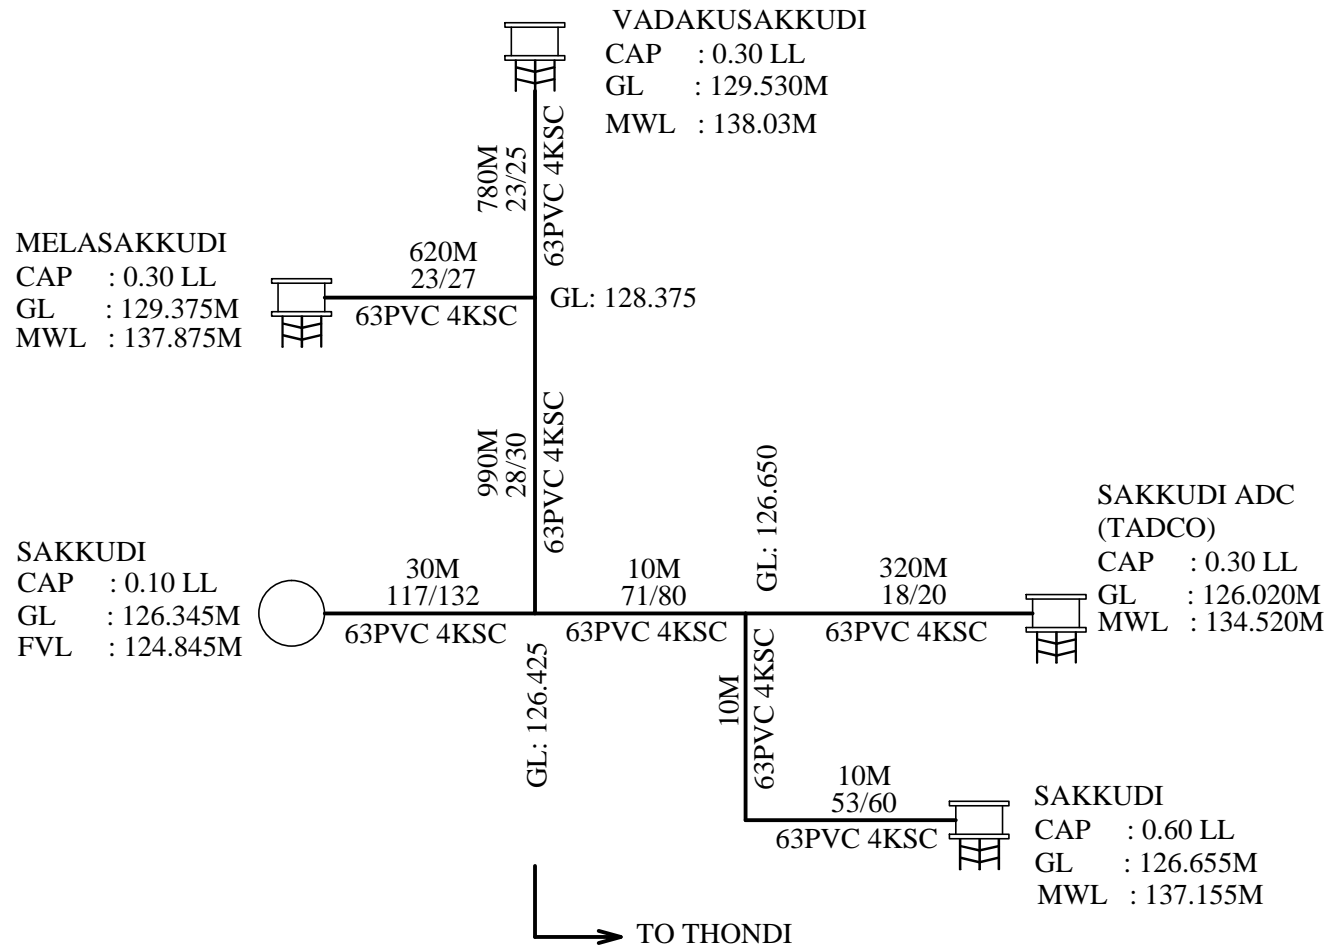 VADAKUSAKKUDI
CAP : 0.30 LL
GL : 129.530M
MWL : 138.03M
780M
23/25
63PVC 4KSC
MELASAKKUDI
CAP : 0.30 LL
GL : 129.375M
MWL : 137.875M
620M
23/27
63PVC 4KSC
GL: 128.375
990M
28/30
63PVC 4KSC
SAKKUDI
CAP : 0.10 LL
GL : 126.345M
FVL : 124.845M
30M
117/132
63PVC 4KSC
GL: 126.425
10M
71/80
63PVC 4KSC
GL: 126.650
320M
18/20
63PVC 4KSC
SAKKUDI ADC
(TADCO)
CAP : 0.30 LL
GL : 126.020M
MWL : 134.520M
10M
63PVC 4KSC
10M
53/60
63PVC 4KSC
SAKKUDI
CAP : 0.60 LL
GL : 126.655M
MWL : 137.155M
TO THONDI